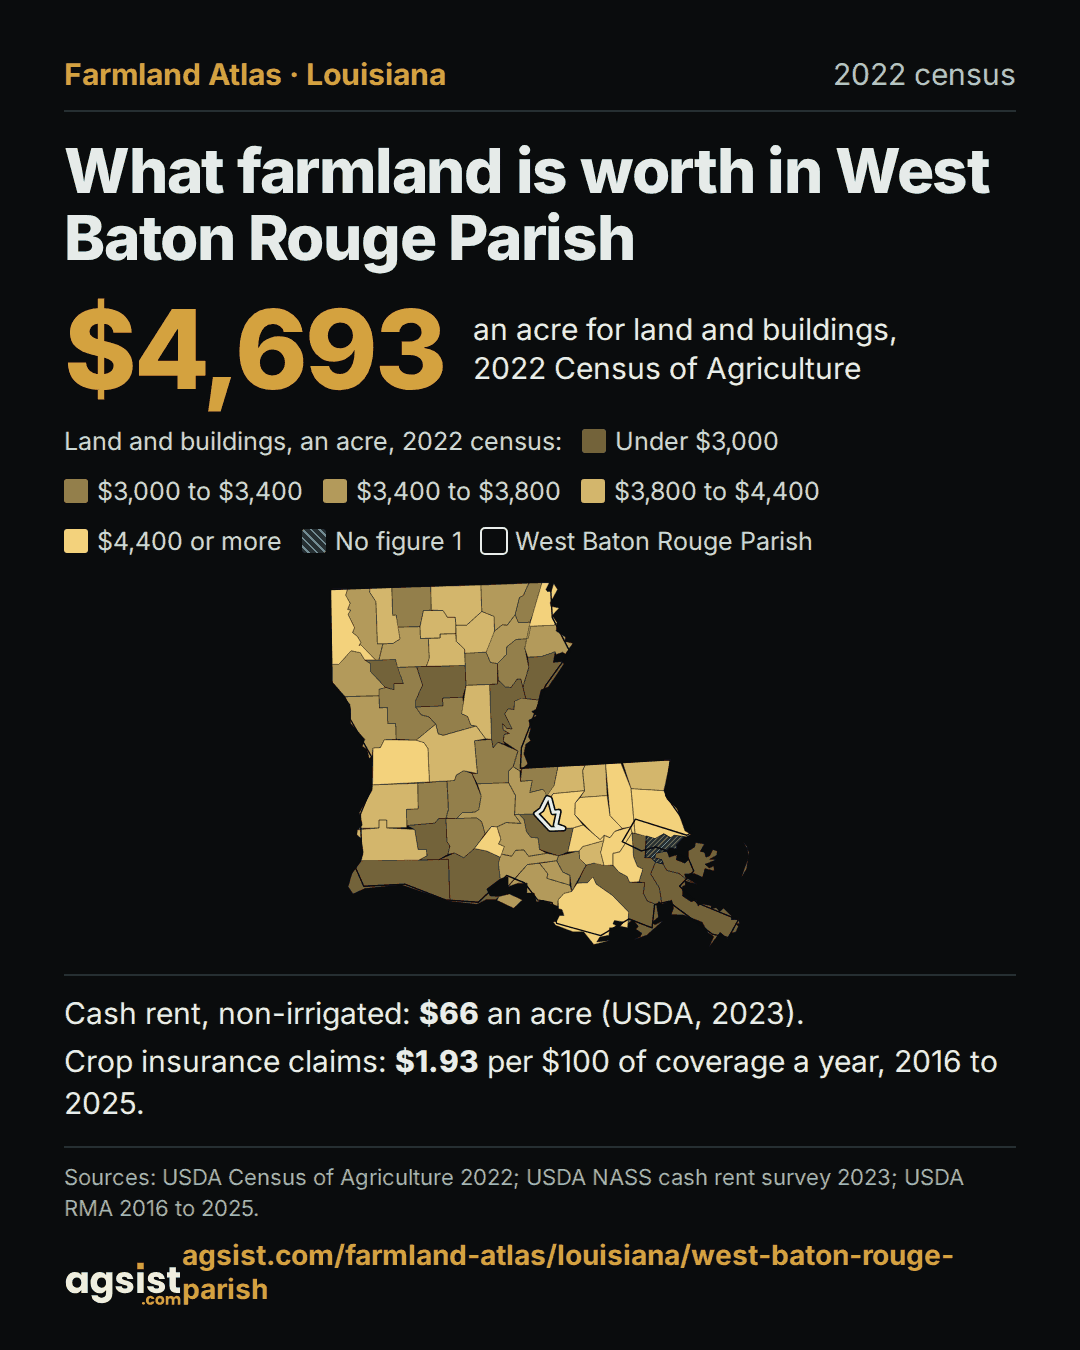 Farmland Atlas · Louisiana
2022 census
What farmland is worth in West
Baton Rouge Parish
$4,693
an acre for land and buildings,
2022 Census of Agriculture
Land and buildings, an acre, 2022 census: Under $3,000
$3,000 to $3,400 $3,400 to $3,800 $3,800 to $4,400
$4,400 or more No figure 1 West Baton Rouge Parish
Cash rent, non-irrigated: $66 an acre (USDA, 2023).
Crop insurance claims: $1.93 per $100 of coverage a year, 2016 to
2025.
Sources: USDA Census of Agriculture 2022; USDA NASS cash rent survey 2023; USDA
RMA 2016 to 2025.
agsist
.com
agsist.com/farmland-atlas/louisiana/west-baton-rouge-
parish